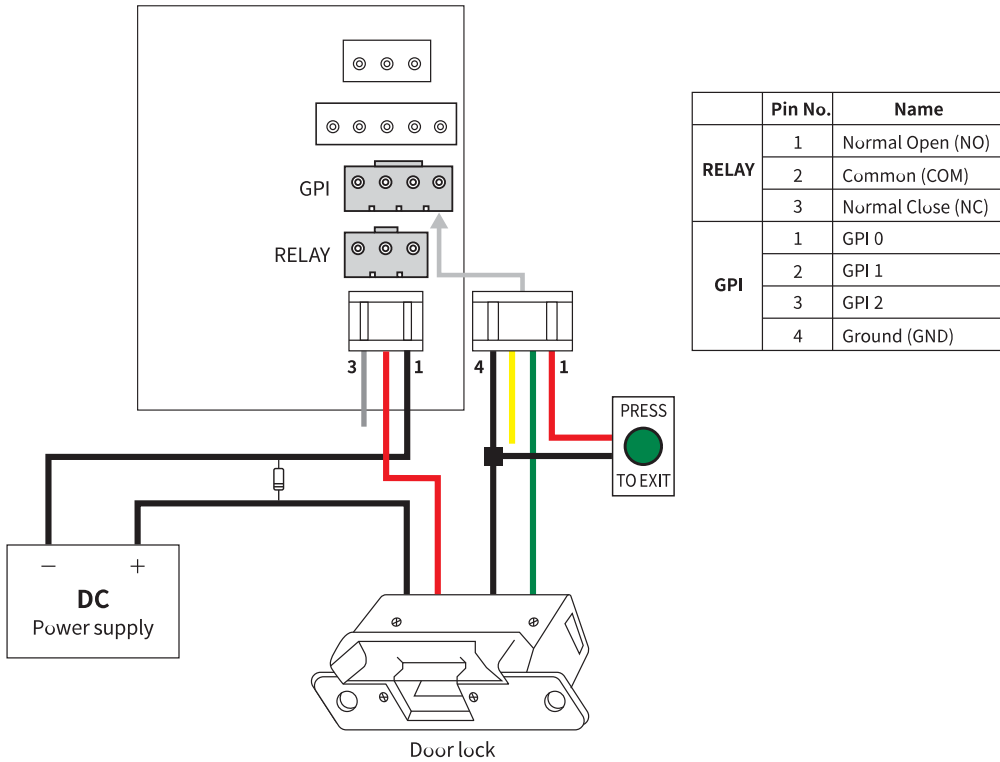 GPI
RELAY
3 1
4 1
PRESS
TO EXIT
− +
DC
Power supply
Door lock
Pin No. Name
RELAY
1 Normal Open (NO)
2 Common (COM)
3 Normal Close (NC)
GPI
1 GPI 0
2 GPI 1
3 GPI 2
4 Ground (GND)